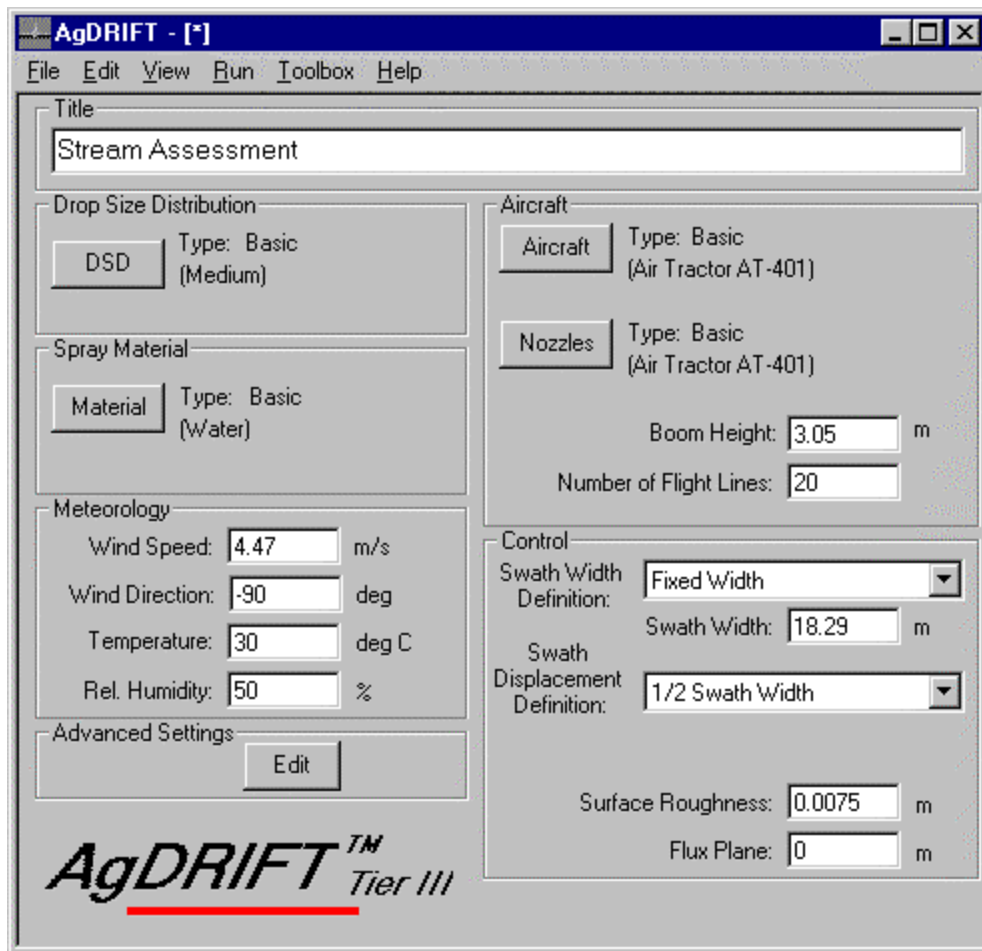 AgDRIFT - [*]
File Edit View Run Toolbox Help
Title
Stream Assessment
Drop Size Distribution
DSD
Type: Basic
(Medium)
Spray Material
Material
Type: Basic
(Water)
Meteorology
Wind Speed: 4.47 m/s
Wind Direction: -90 deg
Temperature: 30 deg C
Rel. Humidity: 50 %
Advanced Settings
Edit
AgDRIFT TM
Tier III
Aircraft
Aircraft
Type: Basic
(Air Tractor AT-401)
Nozzles
Type: Basic
(Air Tractor AT-401)
Boom Height: 3.05 m
Number of Flight Lines: 20
Control
Swath Width
Definition:
Fixed Width
Swath Width: 18.29 m
Swath
Displacement
Definition:
1/2 Swath Width
Surface Roughness: 0.0075 m
Flux Plane: 0 m